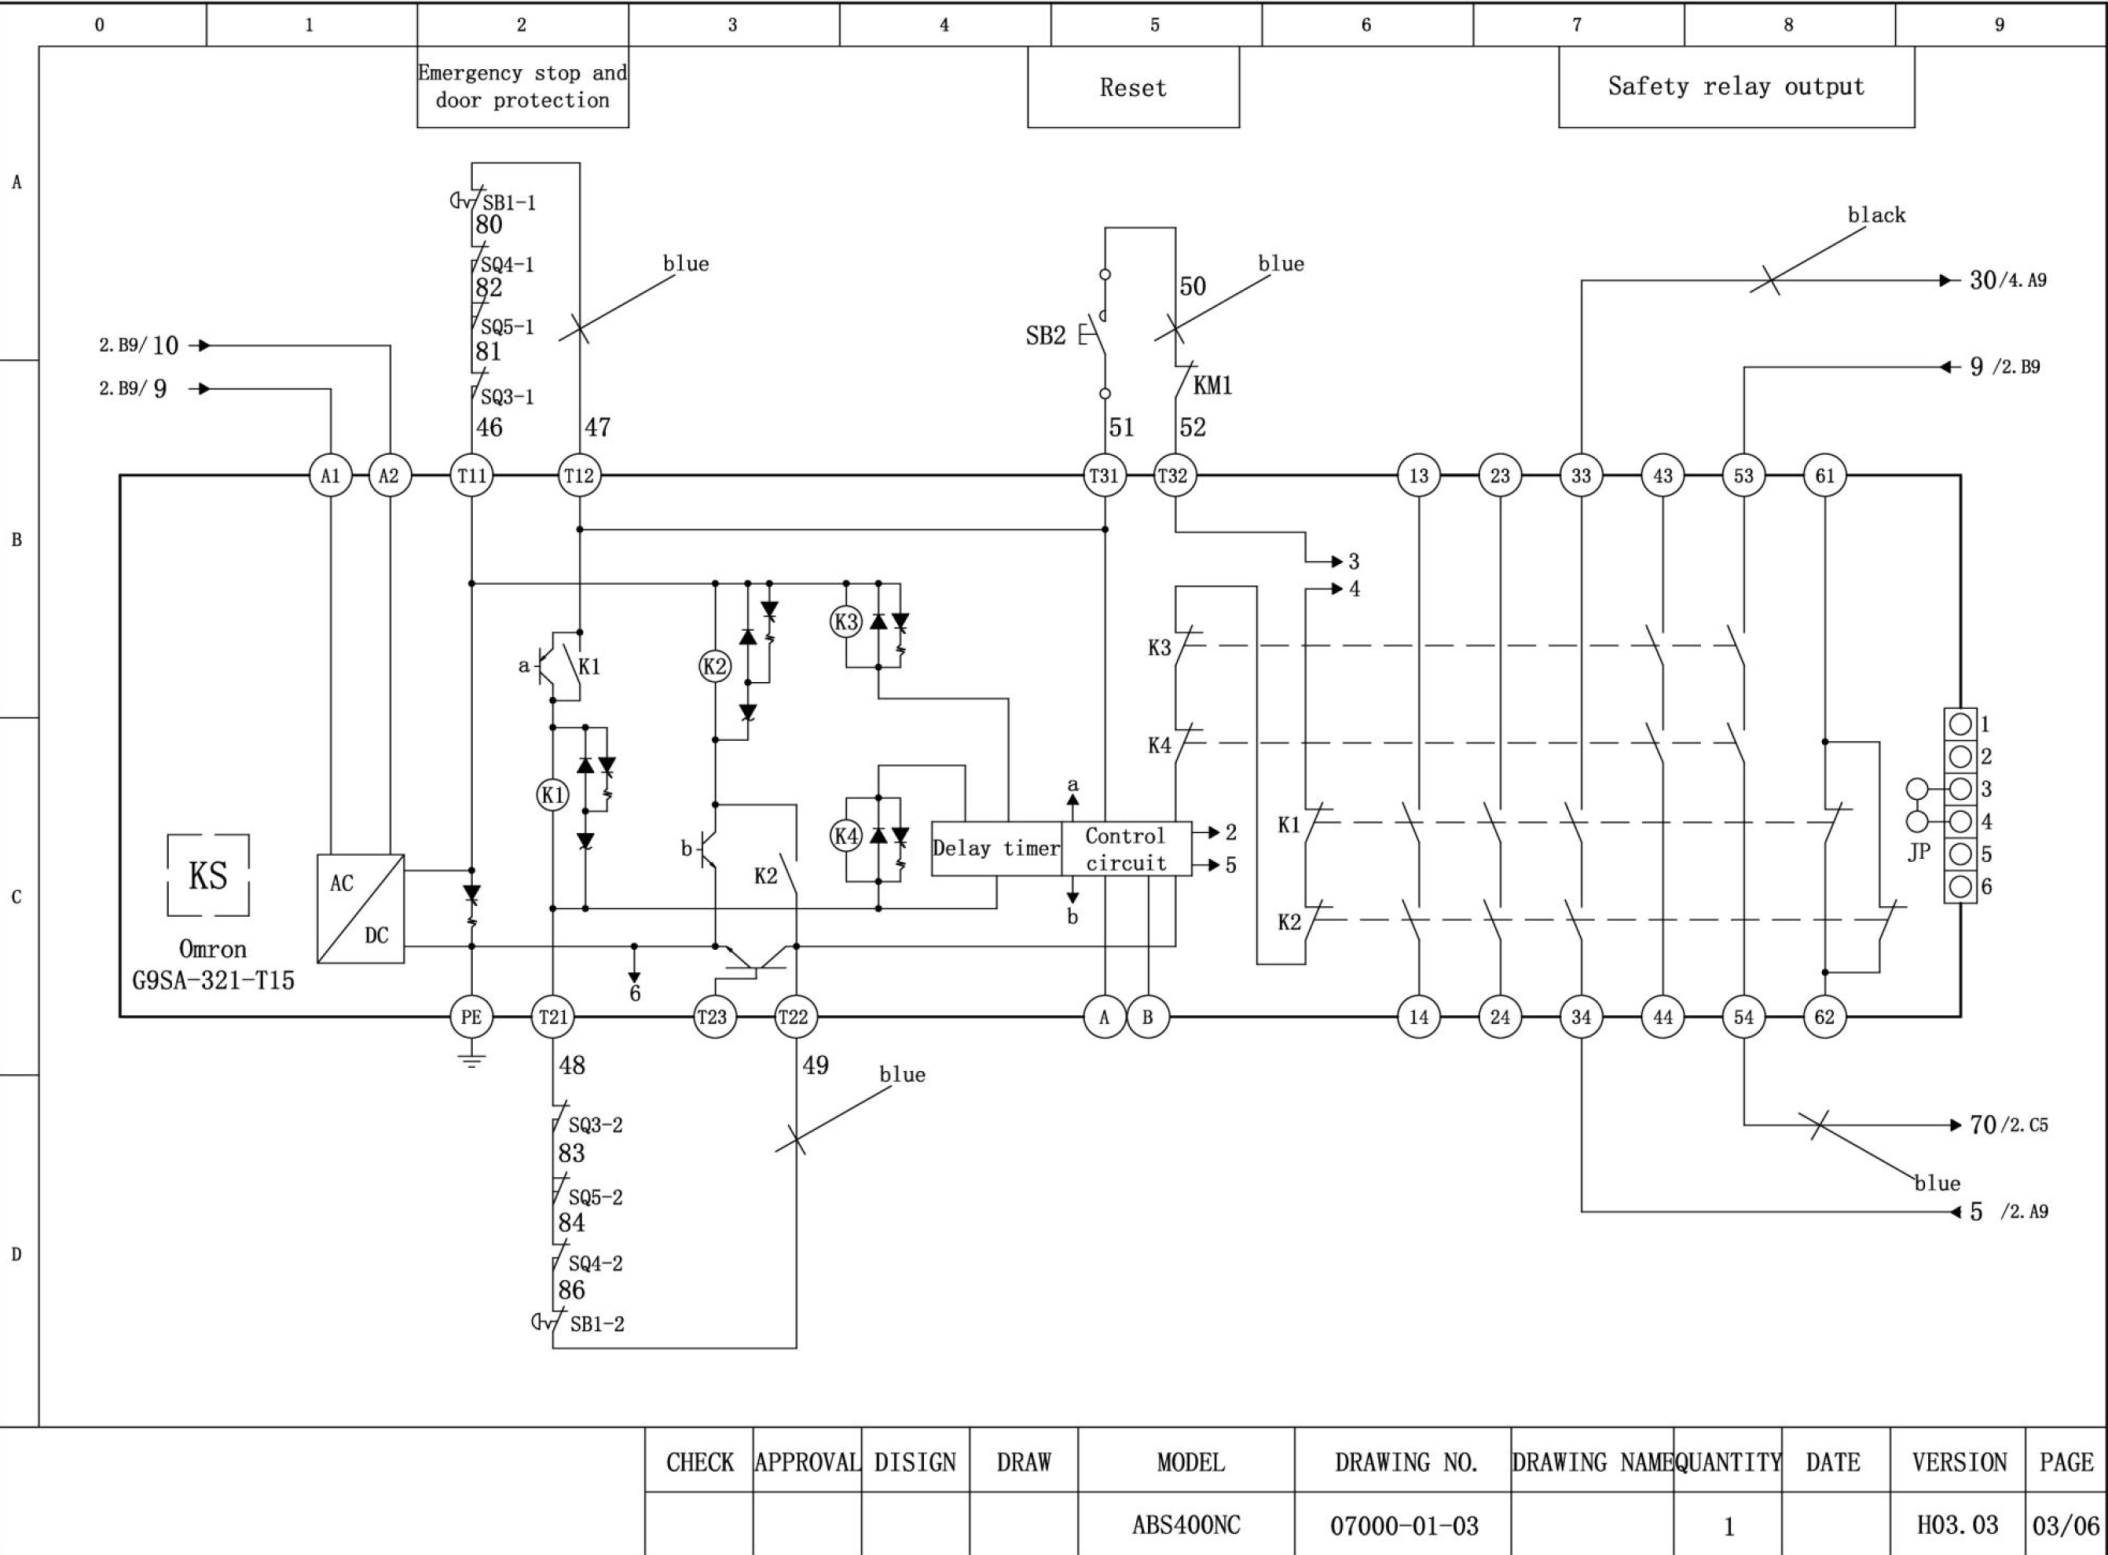 0 1 2 3 4 5 6 7 8 9
Emergency stop and
door protection
Reset
Safety relay output
A
SB1-1
80
SQ4-1
82
SQ5-1
81
SQ3-1
46
47
blue
SB2
50
blue
KM1
51
52
black
30/4.A9
9 /2.B9
2.B9/ 10
2.B9/ 9
A1 A2 T11 T12 T31 T32 13 23 33 43 53 61
B
3
4
a
K1
K2
K3
K3
K4
K1
K4
b
K2
Delay timer
a
Control
circuit
b
2
5
K1
K2
1
2
3
4
5
6
JP
C
KS
Omron
G9SA-321-T15
AC
DC
6
PE T21 T23 T22 A B 14 24 34 44 54 62
48
49
blue
SQ3-2
83
SQ5-2
84
SQ4-2
86
SB1-2
70/2.C5
blue
5 /2.A9
D
CHECK APPROVAL DISIGN DRAW MODEL DRAWING NO. DRAWING NAME QUANTITY DATE VERSION PAGE
ABS400NC 07000-01-03 1 H03.03 03/06